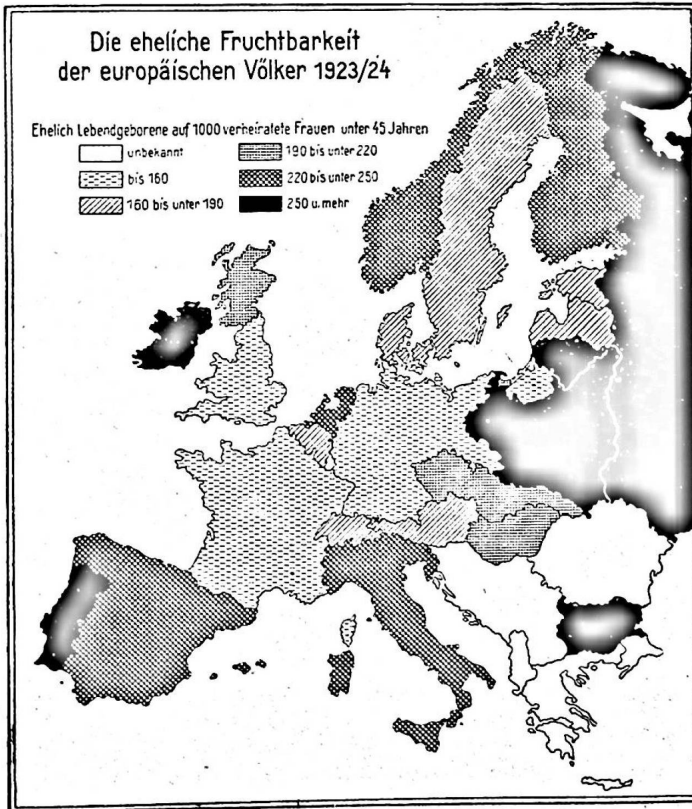 Die eheliche Fruchtbarkeit
der europäischen Völker 1923/24
Ehelich Lebendgeborene auf 1000 verheiratete Frauen unter 45 Jahren
unbekannt
190 bis unter 220
bis 160
220 bis unter 250
160 bis unter 190
250 u. mehr